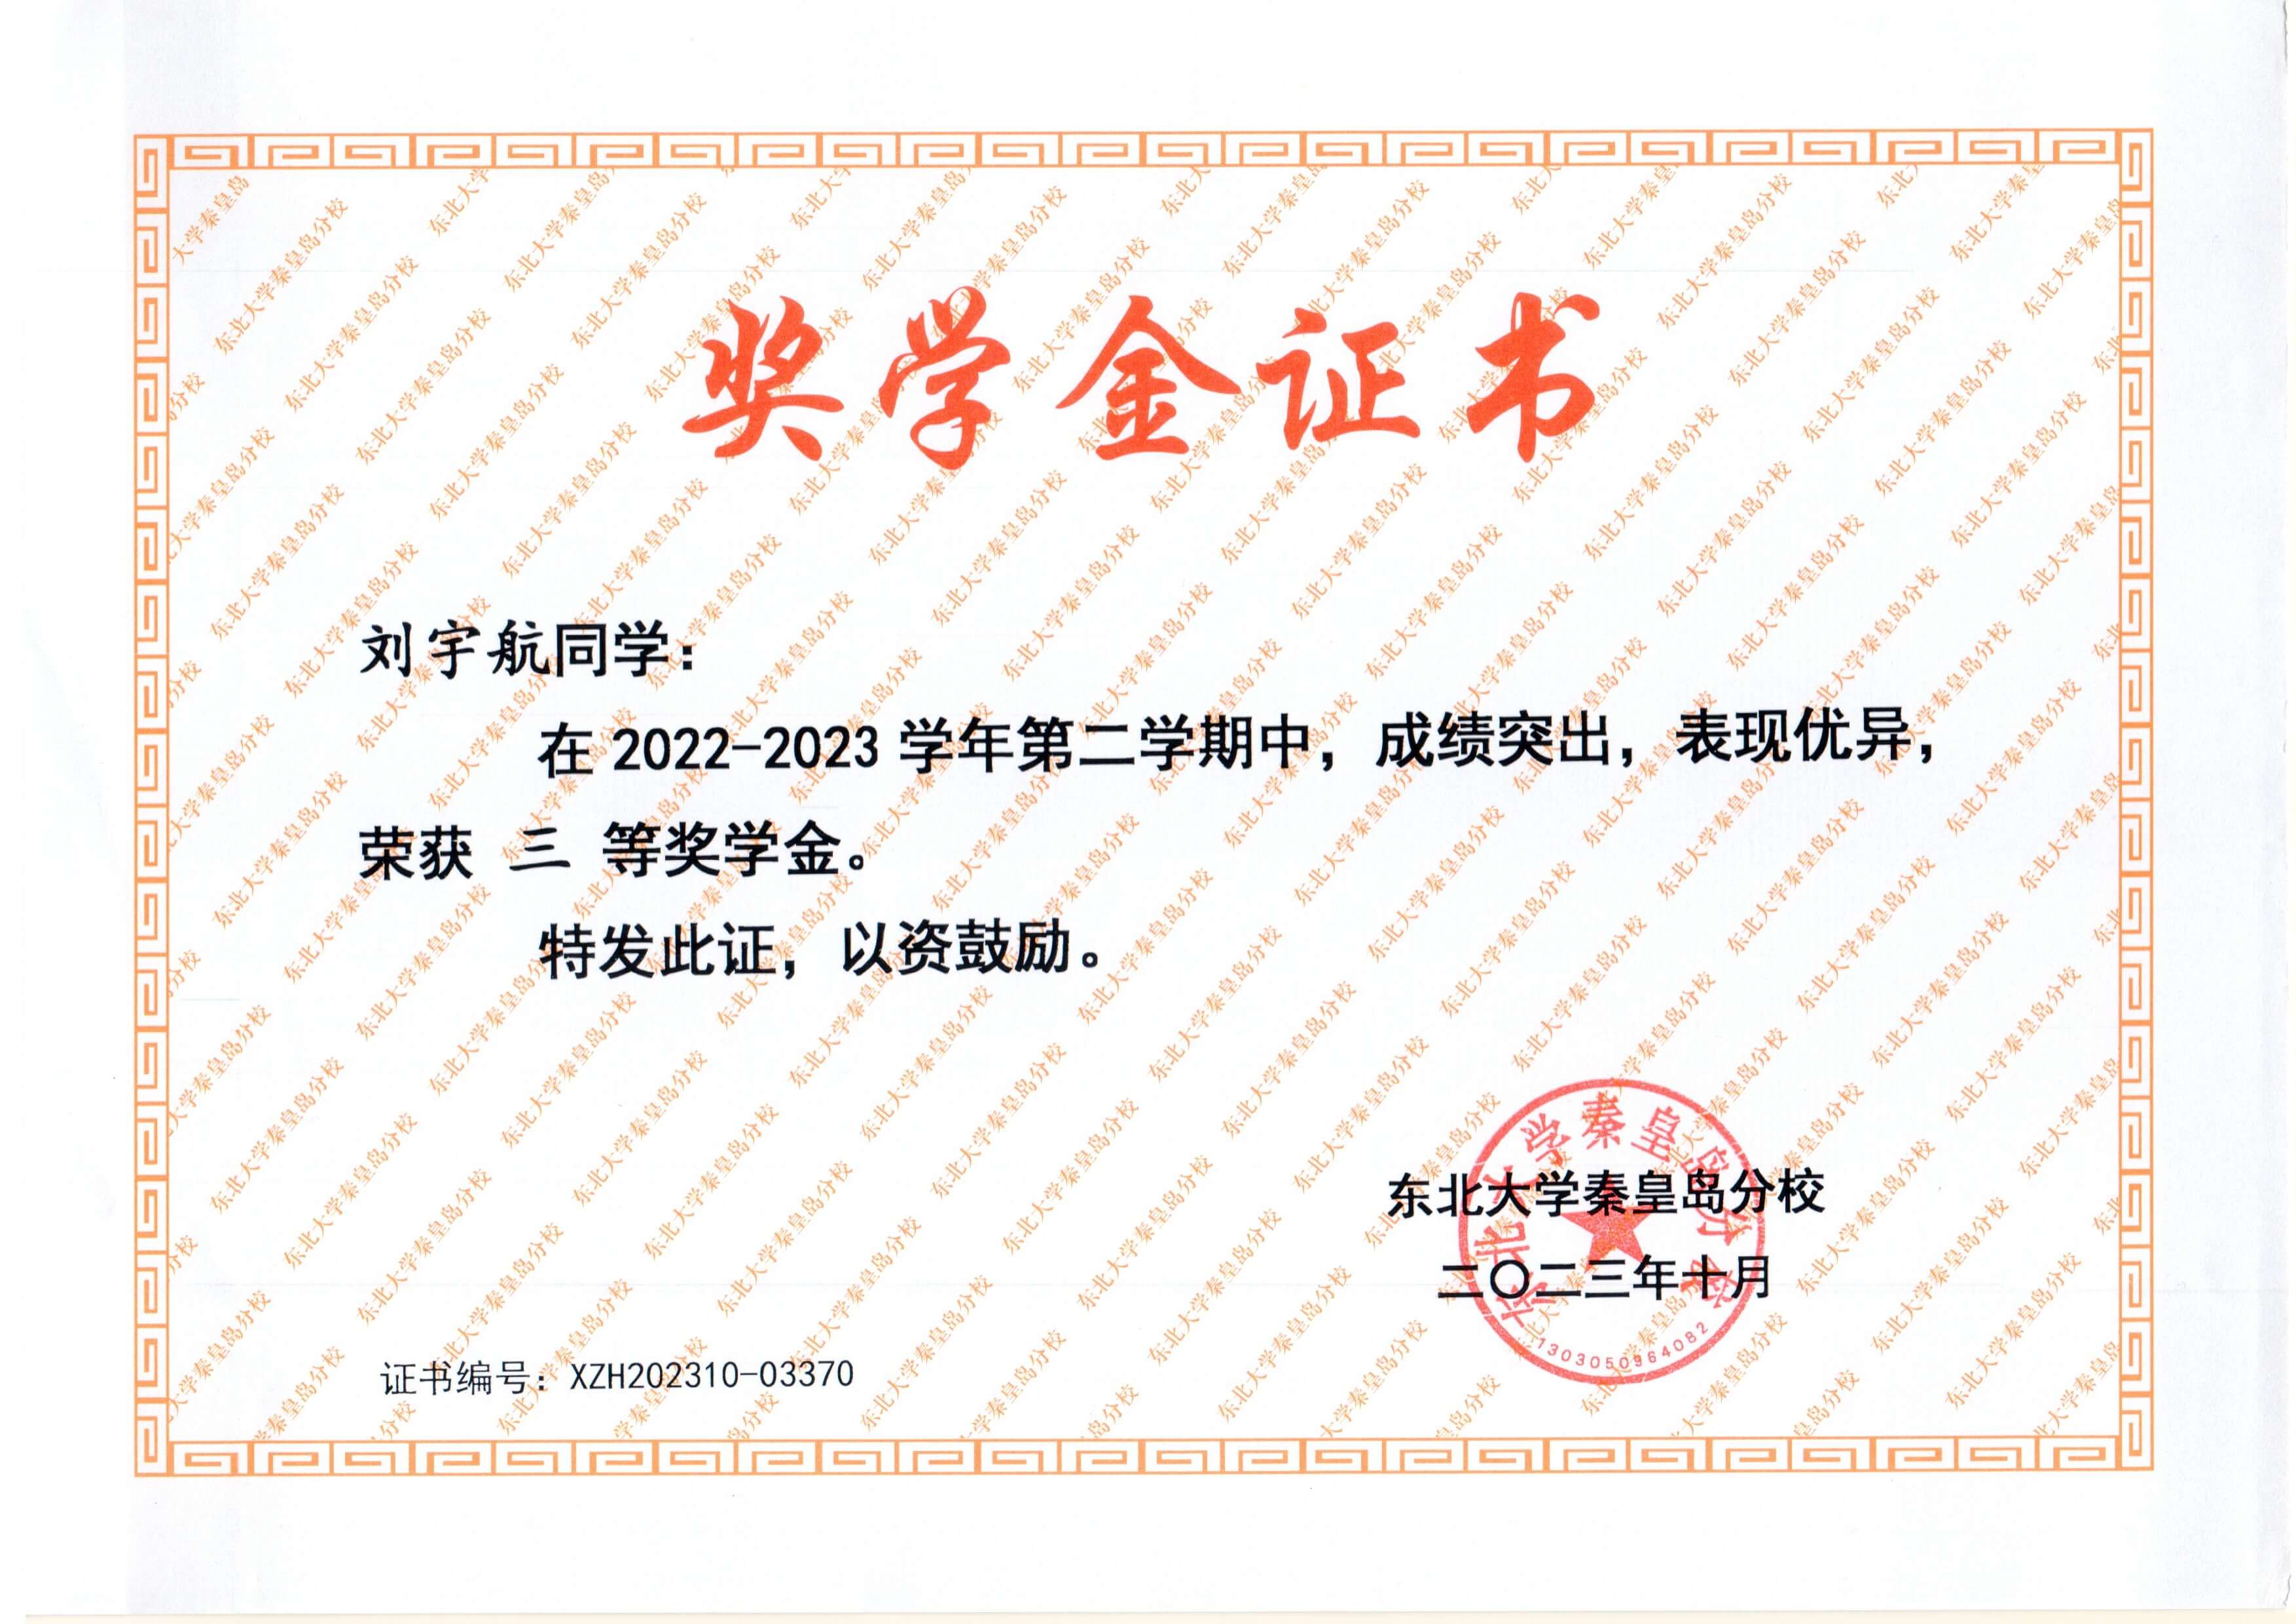 奖学金证书
刘宇航同学：
在 2022-2023 学年第二学期中，成绩突出，表现优异，
荣获 三 等奖学金。
特发此证，以资鼓励。
东北大学秦皇岛分校
二〇二三年十月
东北大学秦皇岛分校
1303050964082
证书编号：XZH202310-03370